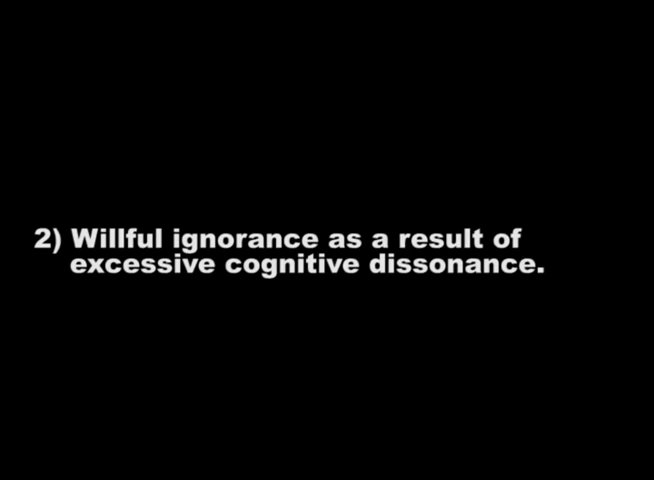 2) Willful ignorance as a result of
excessive cognitive dissonance.